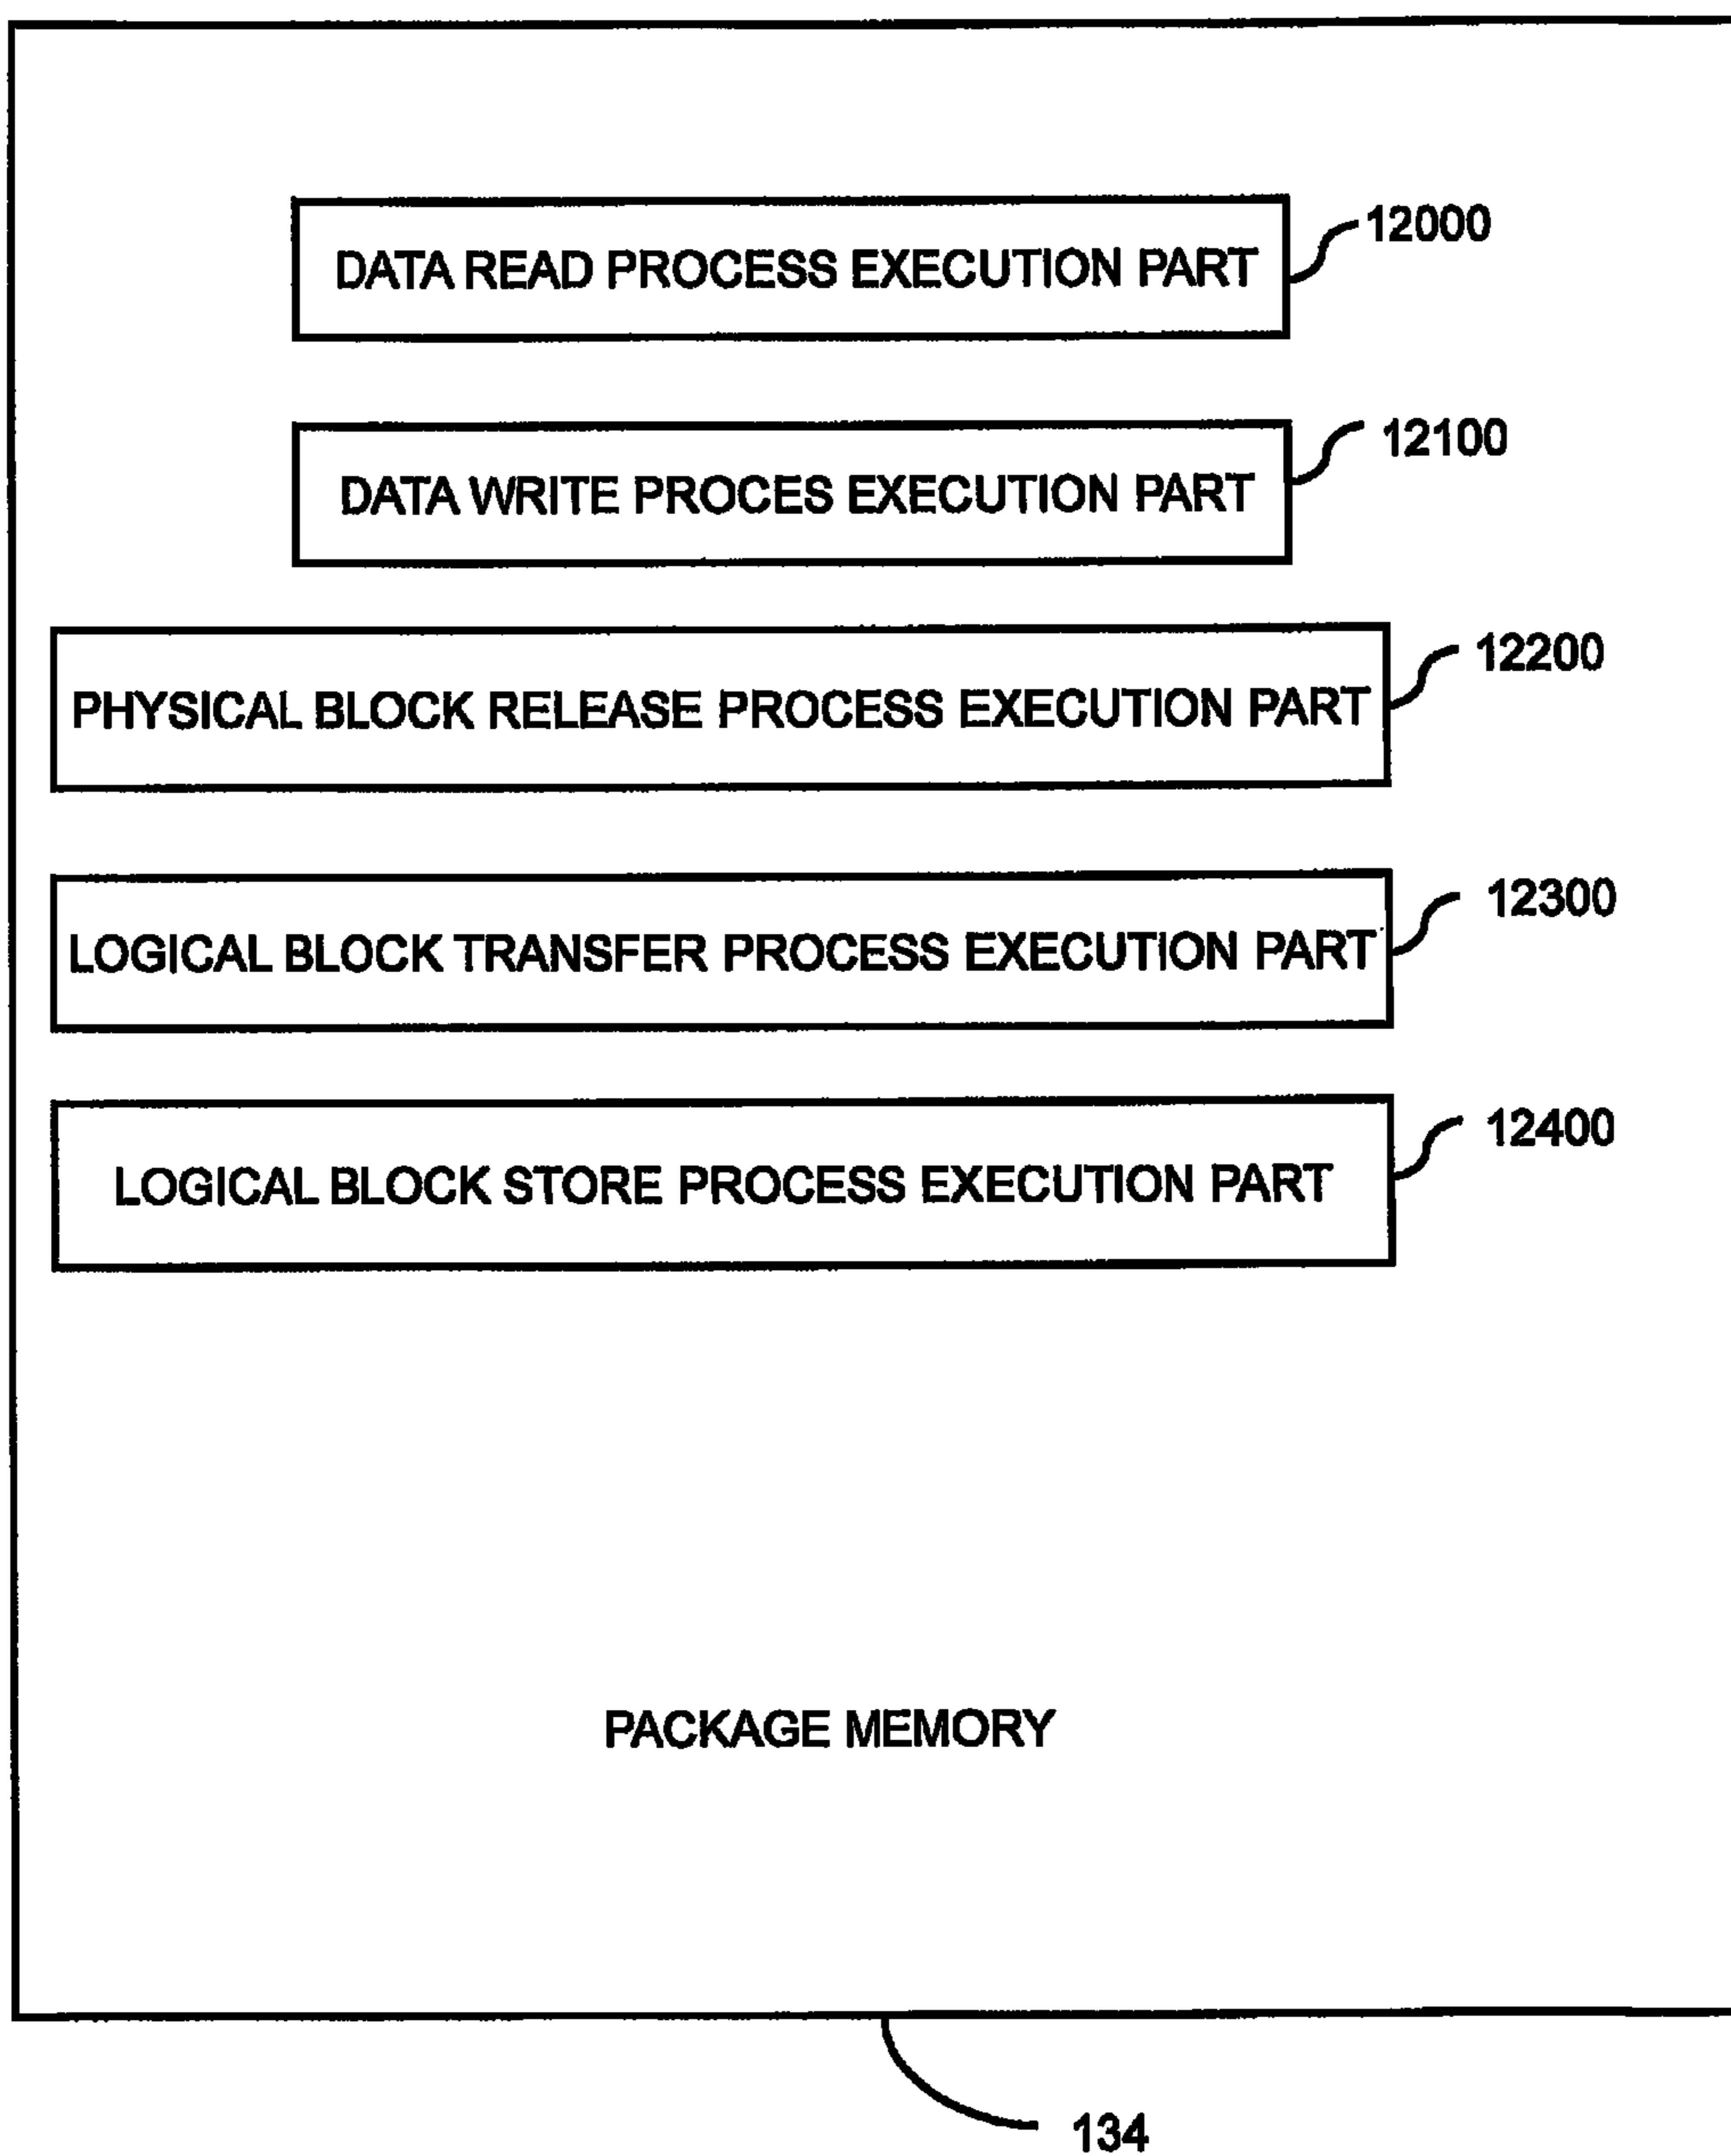 12000
DATA READ PROCESS EXECUTION PART
12100
DATA WRITE PROCES EXECUTION PART
12200
PHYSICAL BLOCK RELEASE PROCESS EXECUTION PART
12300
LOGICAL BLOCK TRANSFER PROCESS EXECUTION PART
12400
LOGICAL BLOCK STORE PROCESS EXECUTION PART
PACKAGE MEMORY
134